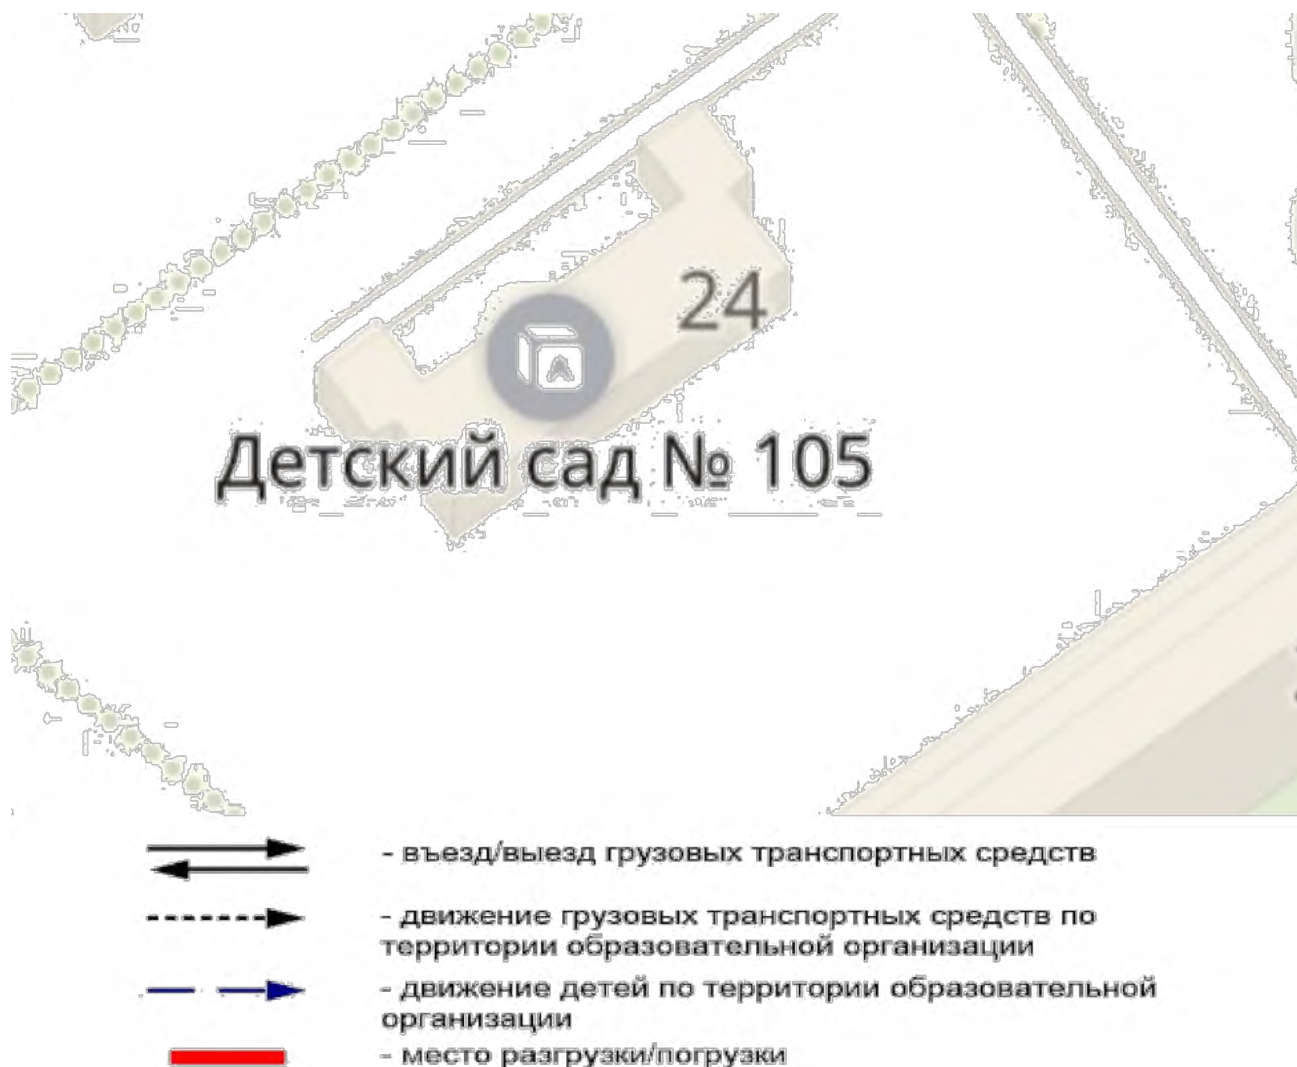 24
Детский сад № 105
- въезд/выезд грузовых транспортных средств
- движение грузовых транспортных средств по
территории образовательной организации
- движение детей по территории образовательной
организации
- место разгрузки/погрузки